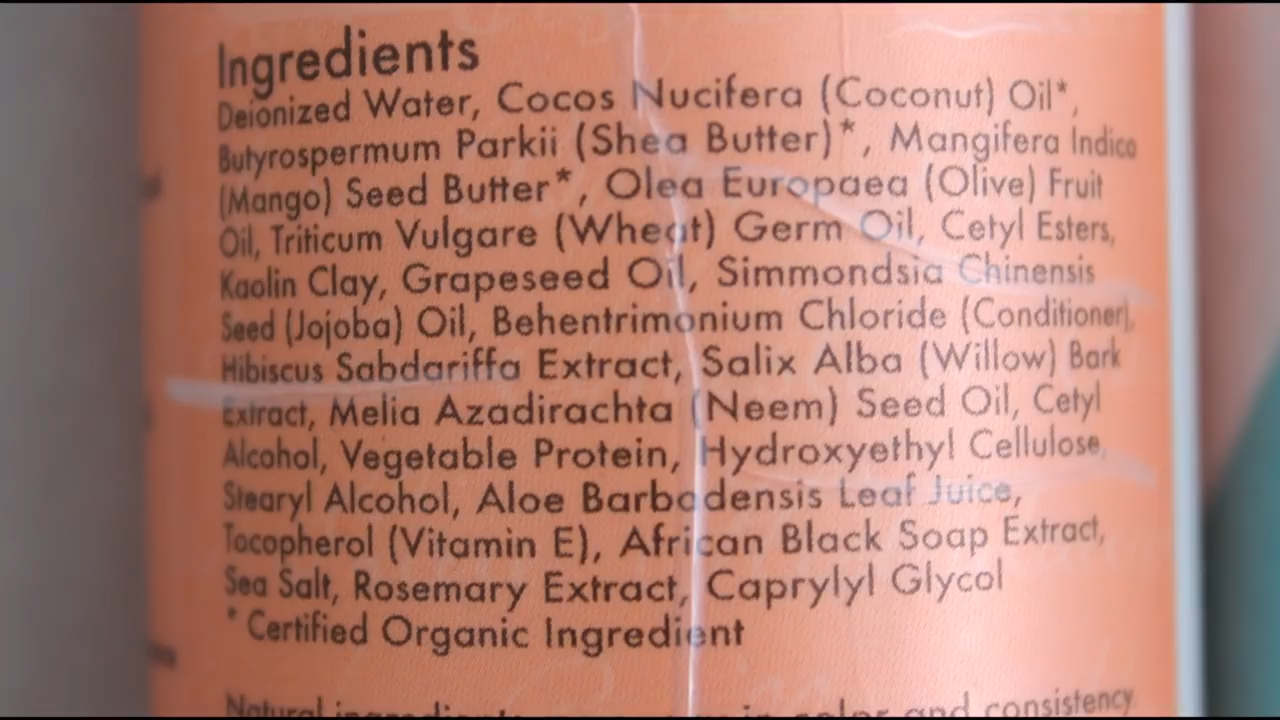 Ingredients
Deionized Water, Cocos Nucifera (Coconut) Oil*,
Butyrospermum Parkii (Shea Butter)*, Mangifera Indica
(Mango) Seed Butter*, Olea Europaea (Olive) Fruit
Oil, Triticum Vulgare (Wheat) Germ Oil, Cetyl Esters,
Kaolin Clay, Grapeseed Oil, Simmondsia Chinensis
Seed (Jojoba) Oil, Behentrimonium Chloride (Conditioner),
Hibiscus Sabdariffa Extract, Salix Alba (Willow) Bark
Extract, Melia Azadirachta (Neem) Seed Oil, Cetyl
Alcohol, Vegetable Protein, Hydroxyethyl Cellulose,
Stearyl Alcohol, Aloe Barbadensis Leaf Juice,
Tocopherol (Vitamin E), African Black Soap Extract,
Sea Salt, Rosemary Extract, Caprylyl Glycol
* Certified Organic Ingredient
Natural in color and consistency